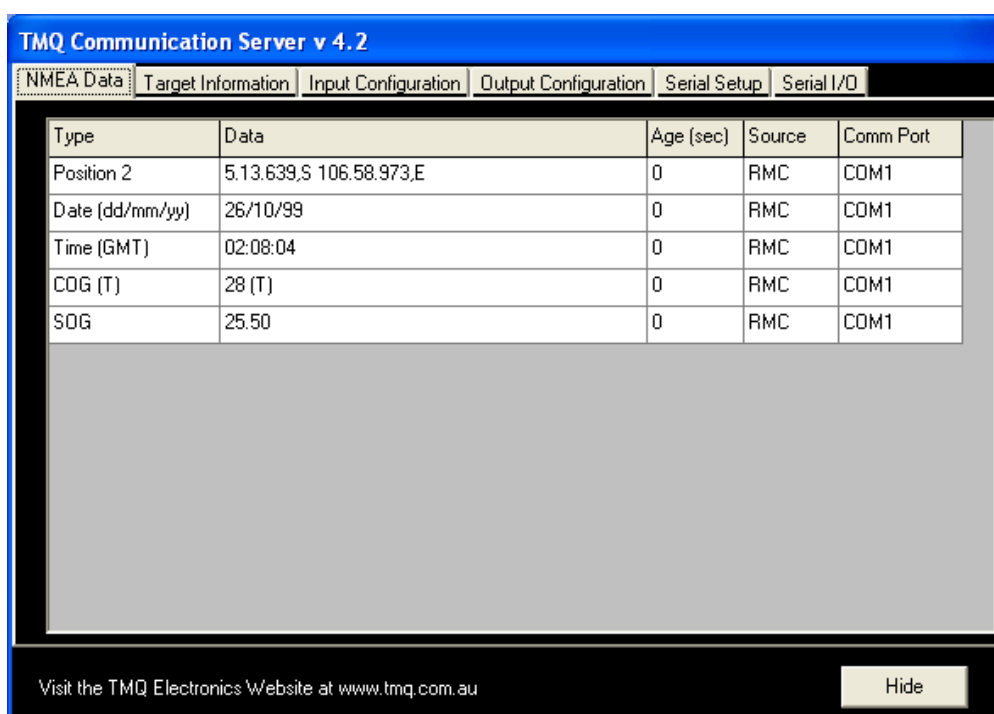 TMQ Communication Server v 4.2
NMEA Data Target Information Input Configuration Output Configuration Serial Setup Serial I/O
Type Data Age (sec) Source Comm Port
Position 2 5.13.639,S 106.58.973,E 0 RMC COM1
Date (dd/mm/yy) 26/10/99 0 RMC COM1
Time (GMT) 02:08:04 0 RMC COM1
COG (T) 28 (T) 0 RMC COM1
SOG 25.50 0 RMC COM1
Visit the TMQ Electronics Website at www.tmq.com.au Hide